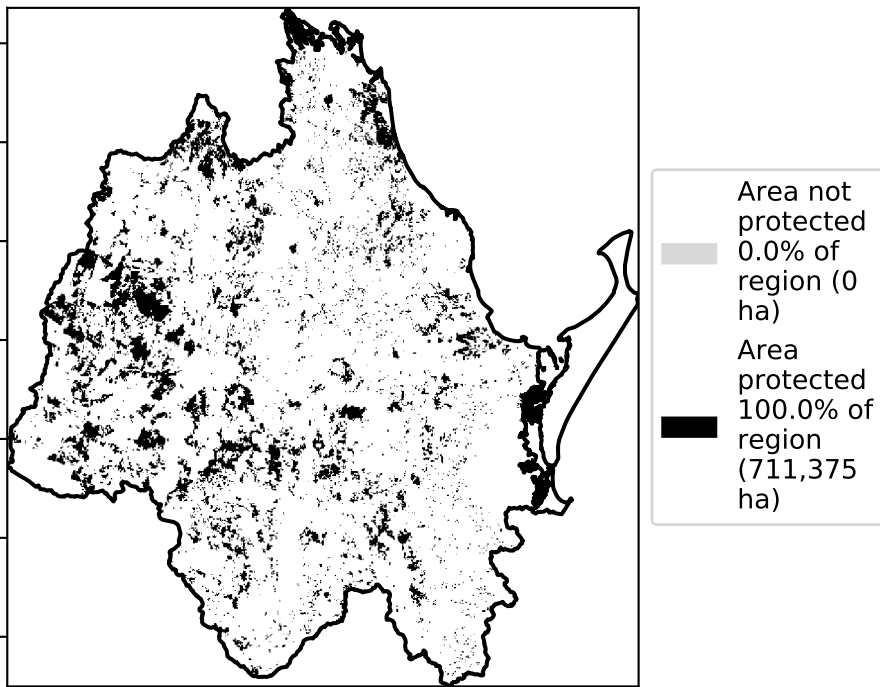 Area not
protected
0.0% of
region (0
ha)
Area
protected
100.0% of
region
(711,375
ha)